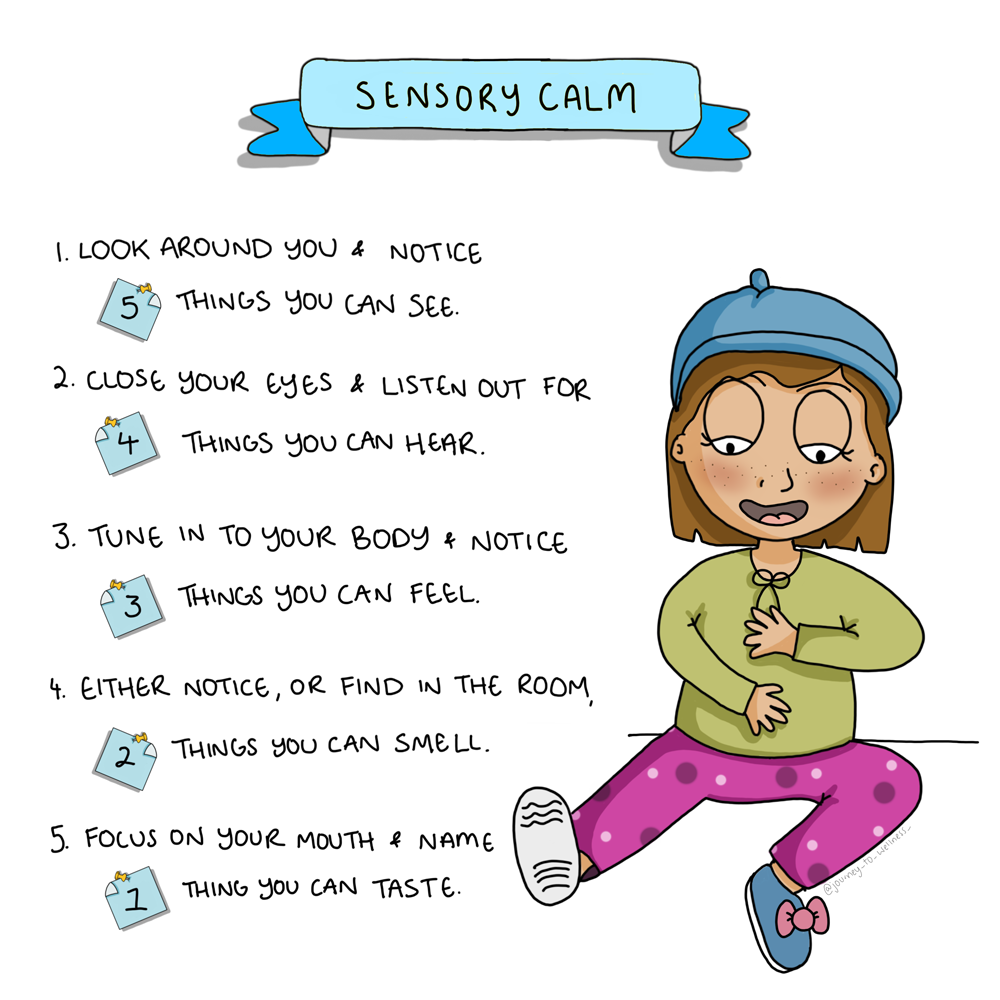 SENSORY CALM
1. LOOK AROUND YOU & NOTICE
5 THINGS YOU CAN SEE.
2. CLOSE YOUR EYES & LISTEN OUT FOR
4 THINGS YOU CAN HEAR.
3. TUNE IN TO YOUR BODY & NOTICE
3 THINGS YOU CAN FEEL.
4. EITHER NOTICE, OR FIND IN THE ROOM,
2 THINGS YOU CAN SMELL.
5. FOCUS ON YOUR MOUTH & NAME
1 THING YOU CAN TASTE.
@journey_to_wellness_